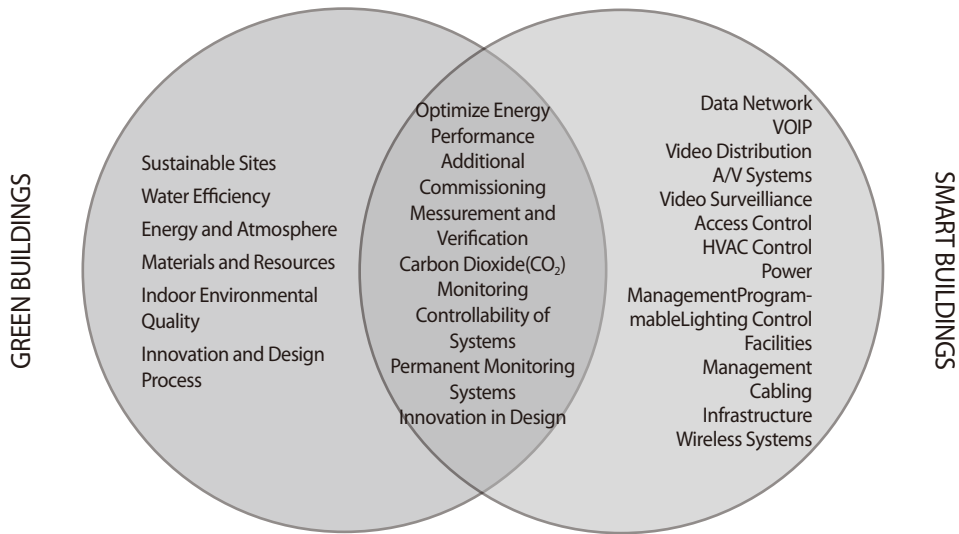 GREEN BUILDINGS
Sustainable Sites
Water Efficiency
Energy and Atmosphere
Materials and Resources
Indoor Environmental
Quality
Innovation and Design
Process
Optimize Energy
Performance
Additional
Commissioning
Messurement and
Verification
Carbon Dioxide(CO₂)
Monitoring
Controllability of
Systems
Permanent Monitoring
Systems
Innovation in Design
Data Network
VOIP
Video Distribution
A/V Systems
Video Surveilliance
Access Control
HVAC Control
Power
ManagementProgram-
mableLighting Control
Facilities
Management
Cabling
Infrastructure
Wireless Systems
SMART BUILDINGS